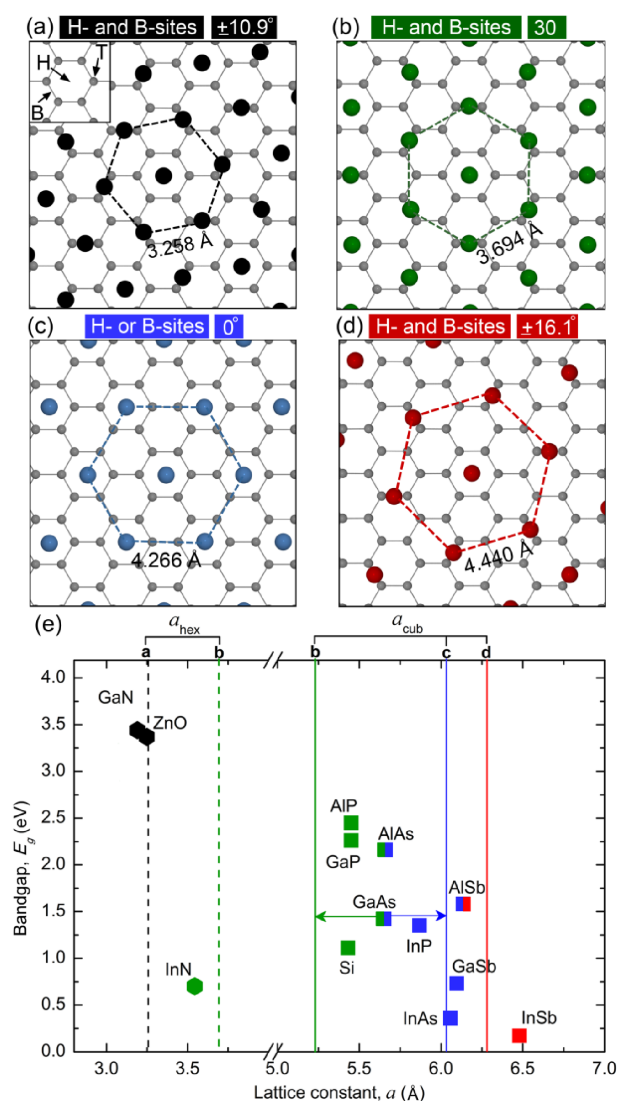 (a) H- and B-sites ±10.9°
H T
B
3.258 Å
(b) H- and B-sites 30
3.694 Å
(c) H- or B-sites 0°
4.266 Å
(d) H- and B-sites ±16.1°
4.440 Å
(e)
a_hex a_cub
a b b c d
4.0
3.5
3.0
2.5
2.0
1.5
1.0
0.5
0.0
Bandgap, E_g (eV)
GaN
ZnO
InN
AlP
GaP
AlAs
GaAs
Si
InP
AlSb
GaSb
InAs
InSb
3.0 3.5 5.0 5.5 6.0 6.5 7.0
Lattice constant, a (Å)